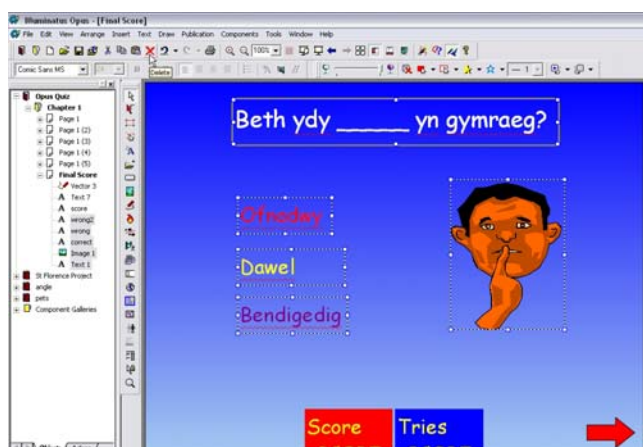 Illuminatus Opus - [Final Score]
File Edit View Arrange Insert Text Draw Publication Components Tools Window Help
100%
Comic Sans MS
Delete
1
Opus Quiz
Chapter 1
Page 1
Page 1 (2)
Page 1 (3)
Page 1 (4)
Page 1 (5)
Final Score
Vector 3
Text 7
score
wrong2
wrong
correct
Image 1
Text 1
St Florence Project
angle
pets
Component Galleries
Beth ydy _____ yn gymraeg?
Ofnadwy
Dawel
Bendigedig
Score Tries